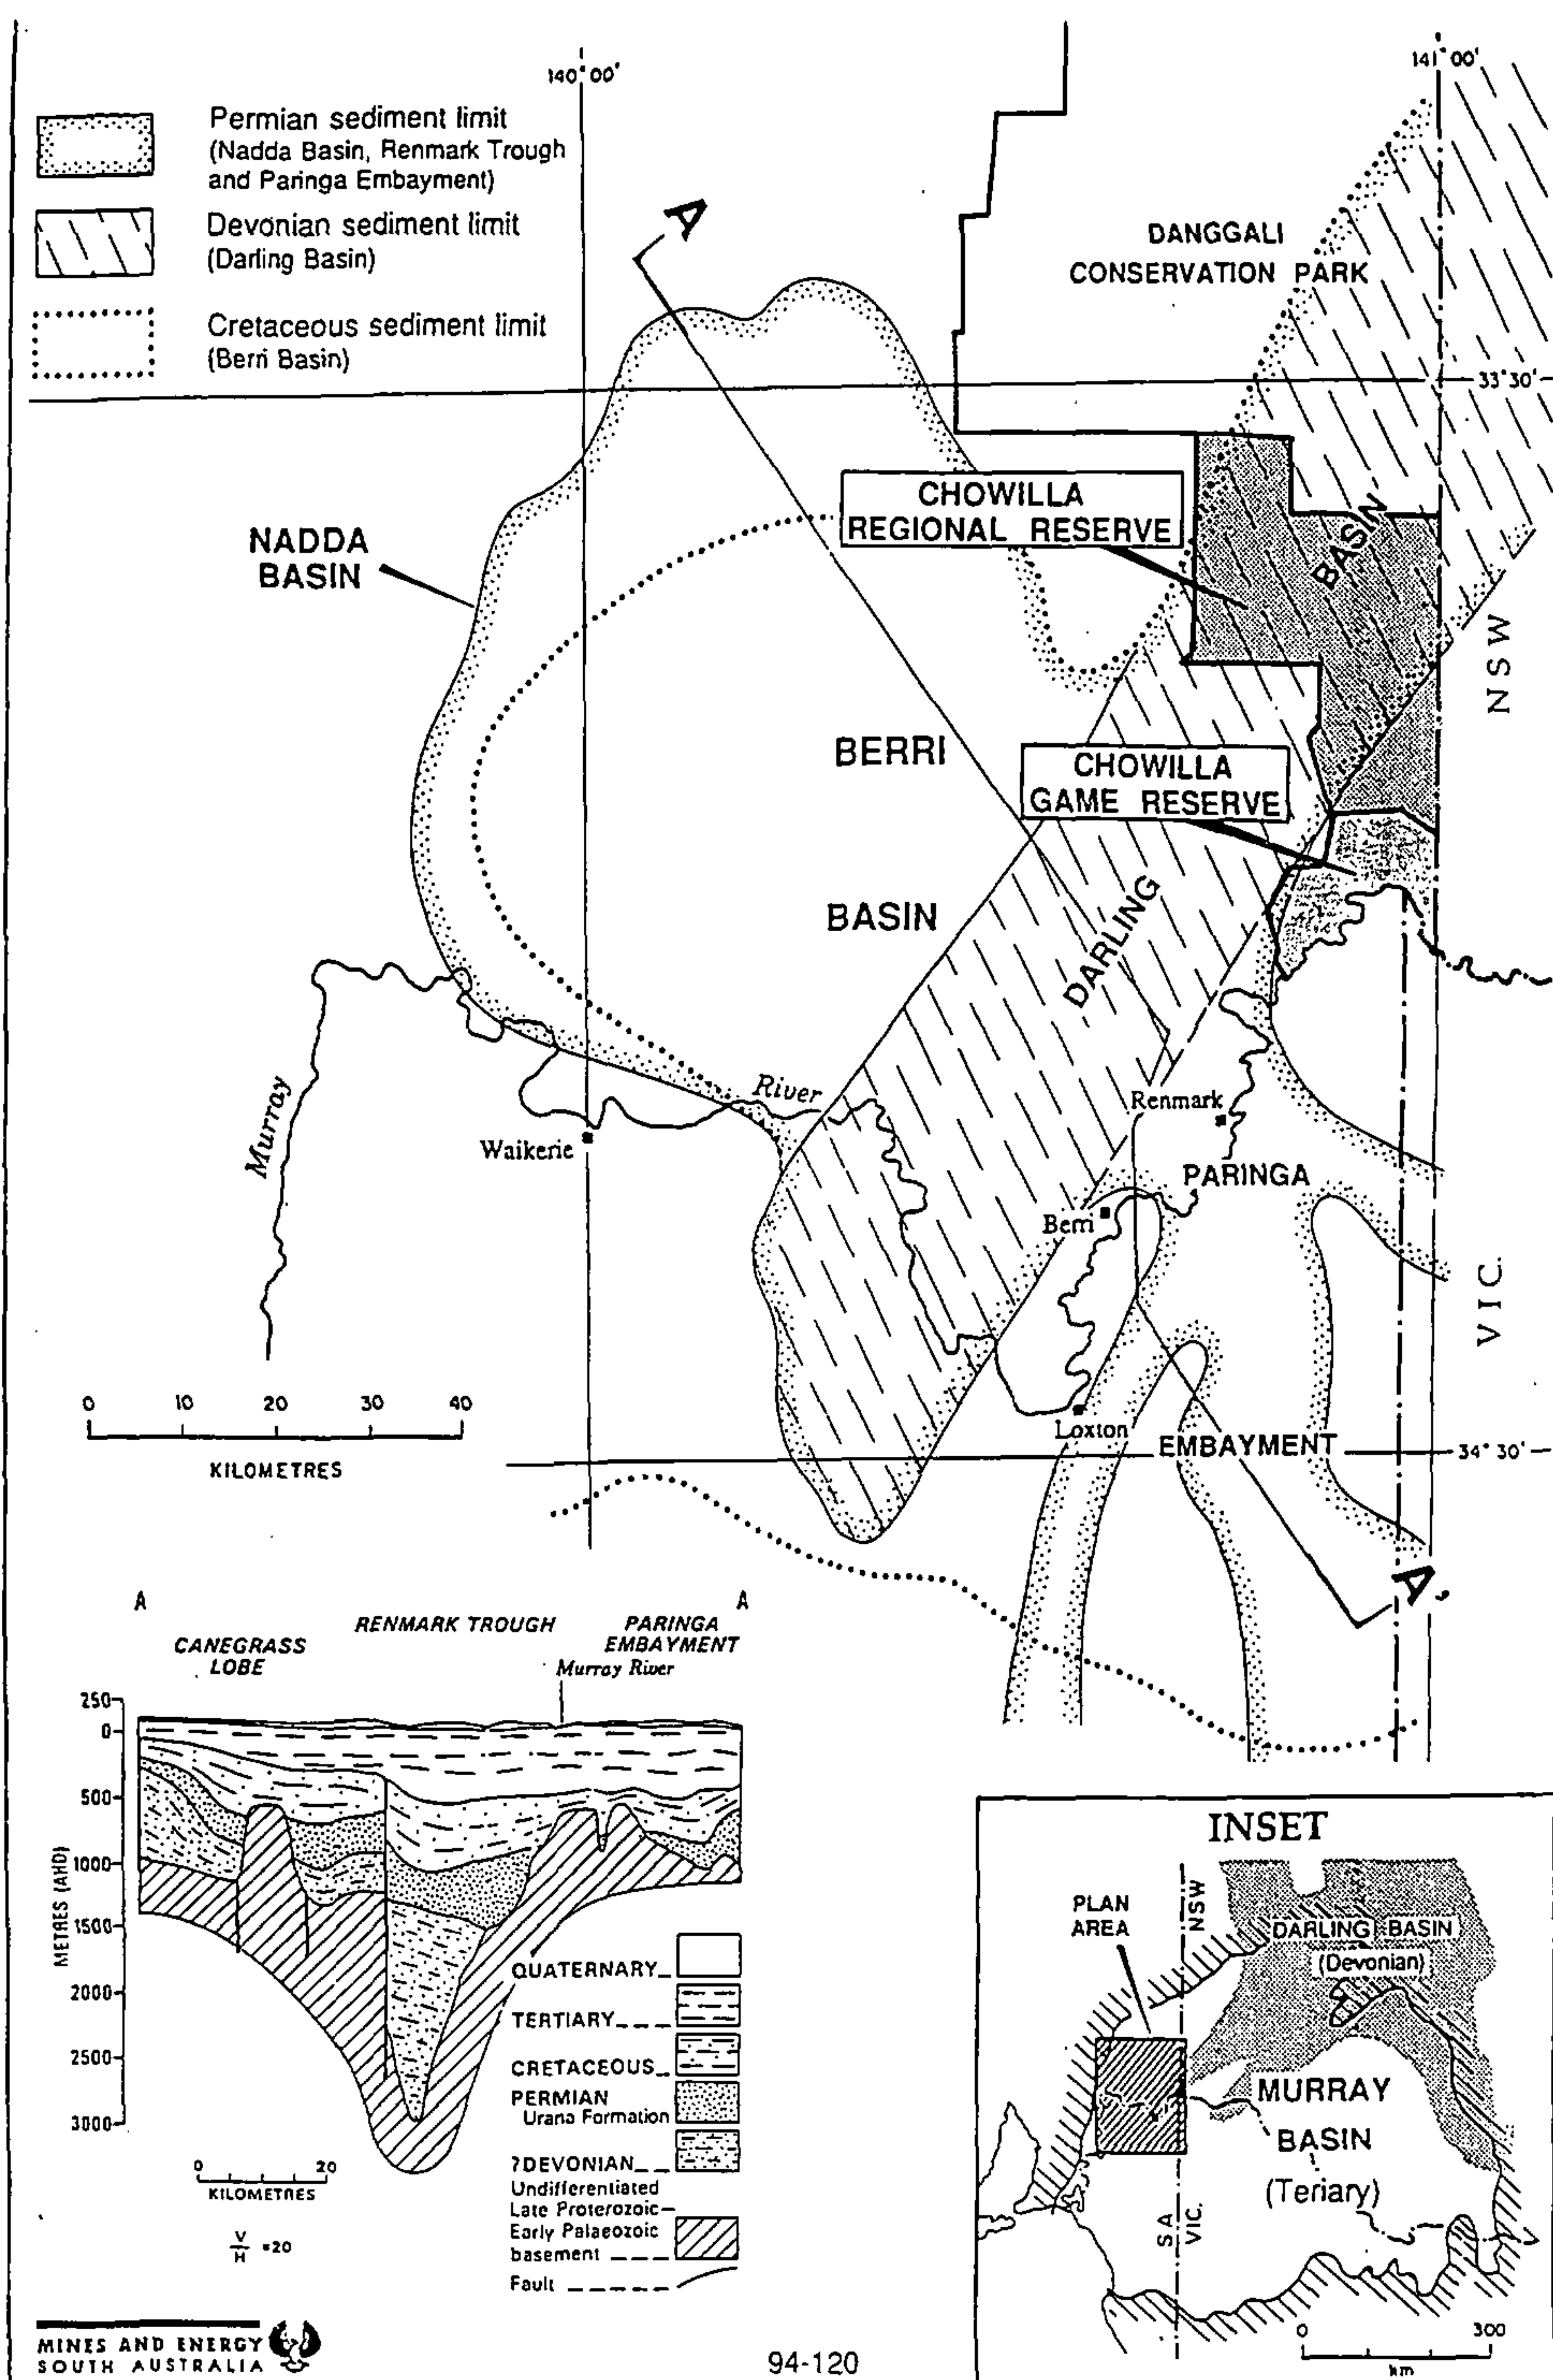 140°00'
141°00'
Permian sediment limit
(Nadda Basin, Renmark Trough
and Paringa Embayment)
Devonian sediment limit
(Darling Basin)
Cretaceous sediment limit
(Berri Basin)
A
DANGGALI
CONSERVATION PARK
33°30'
NADDA
BASIN
CHOWILLA
REGIONAL RESERVE
BASIN
NSW
BERRI
CHOWILLA
GAME RESERVE
BASIN
DARLING
Murray
River
Waikerie
Renmark
PARINGA
Berri
VIC.
0 10 20 30 40
KILOMETRES
Loxton
EMBAYMENT
34°30'
A'
A A
RENMARK TROUGH
PARINGA
EMBAYMENT
CANEGRASS
LOBE
Murray River
250
0
500
1000
1500
2000
2500
3000
METRES (AHD)
QUATERNARY
TERTIARY
CRETACEOUS
PERMIAN
Urana Formation
?DEVONIAN
Undifferentiated
Late Proterozoic-
Early Palaeozoic
basement
Fault
0 20
KILOMETRES
V
H =20
INSET
PLAN
AREA
NSW
DARLING BASIN
(Devonian)
MURRAY
BASIN
(Teriary)
SA
VIC.
0 300
km
MINES AND ENERGY
SOUTH AUSTRALIA
94-120